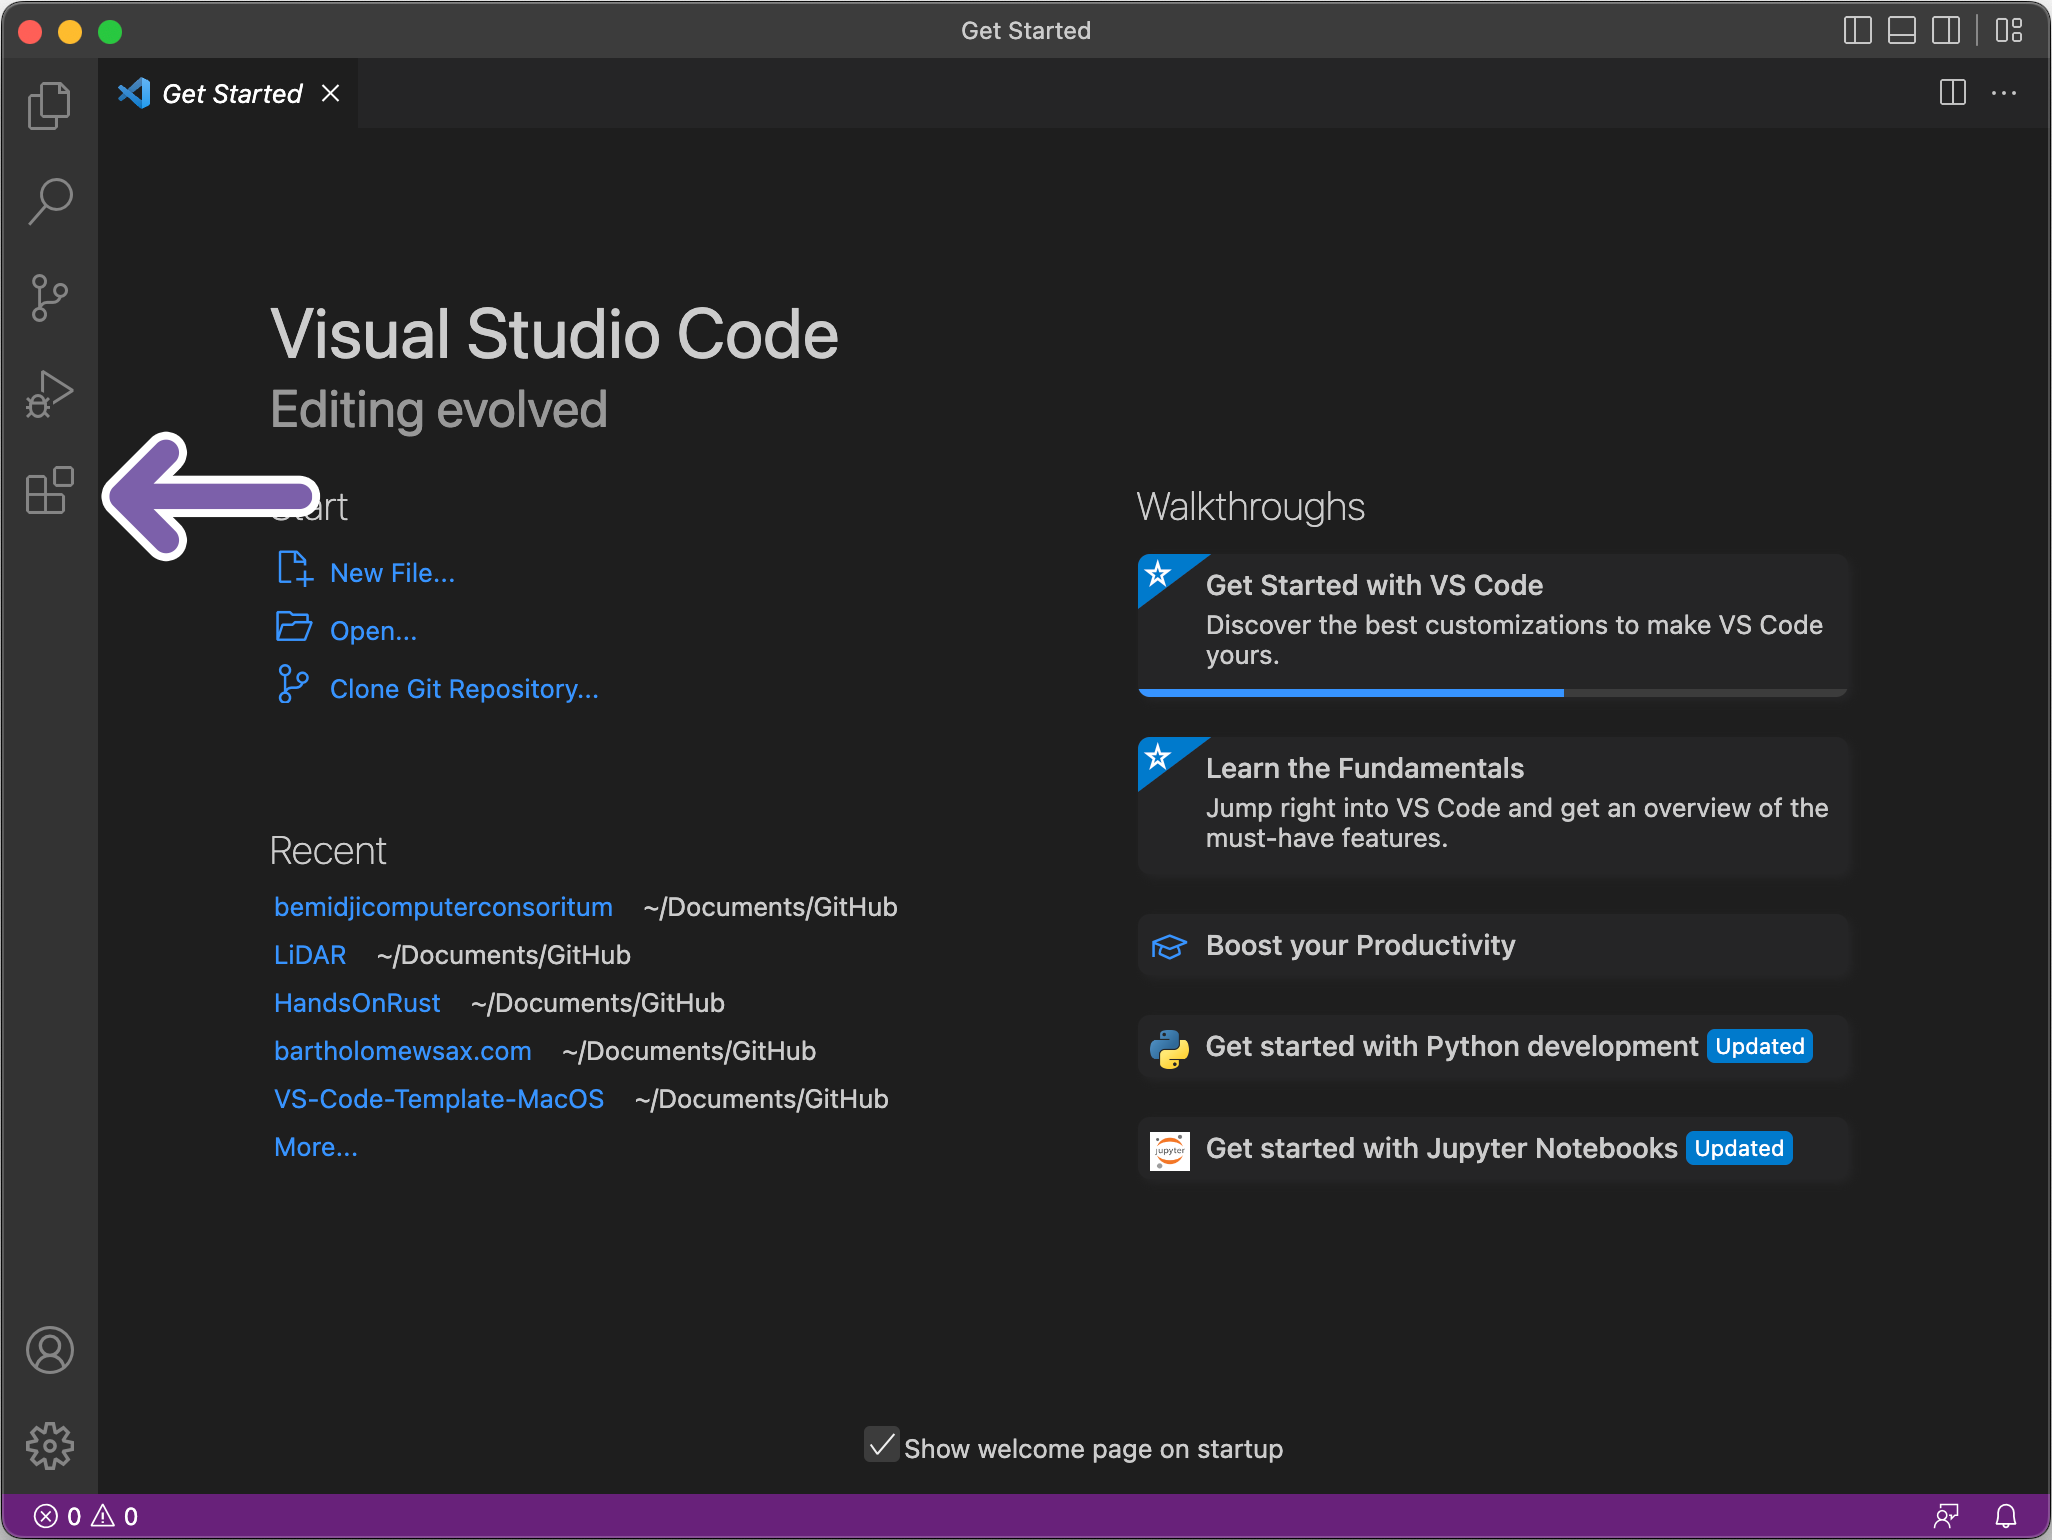 Get Started
Get Started
Visual Studio Code
Editing evolved
Start
New File...
Open...
Clone Git Repository...
Recent
bemidjicomputerconsoritum ~/Documents/GitHub
LiDAR ~/Documents/GitHub
HandsOnRust ~/Documents/GitHub
bartholomewsax.com ~/Documents/GitHub
VS-Code-Template-MacOS ~/Documents/GitHub
More...
Walkthroughs
Get Started with VS Code
Discover the best customizations to make VS Code
yours.
Learn the Fundamentals
Jump right into VS Code and get an overview of the
must-have features.
Boost your Productivity
Get started with Python development Updated
jupyter
Get started with Jupyter Notebooks Updated
Show welcome page on startup
0 0